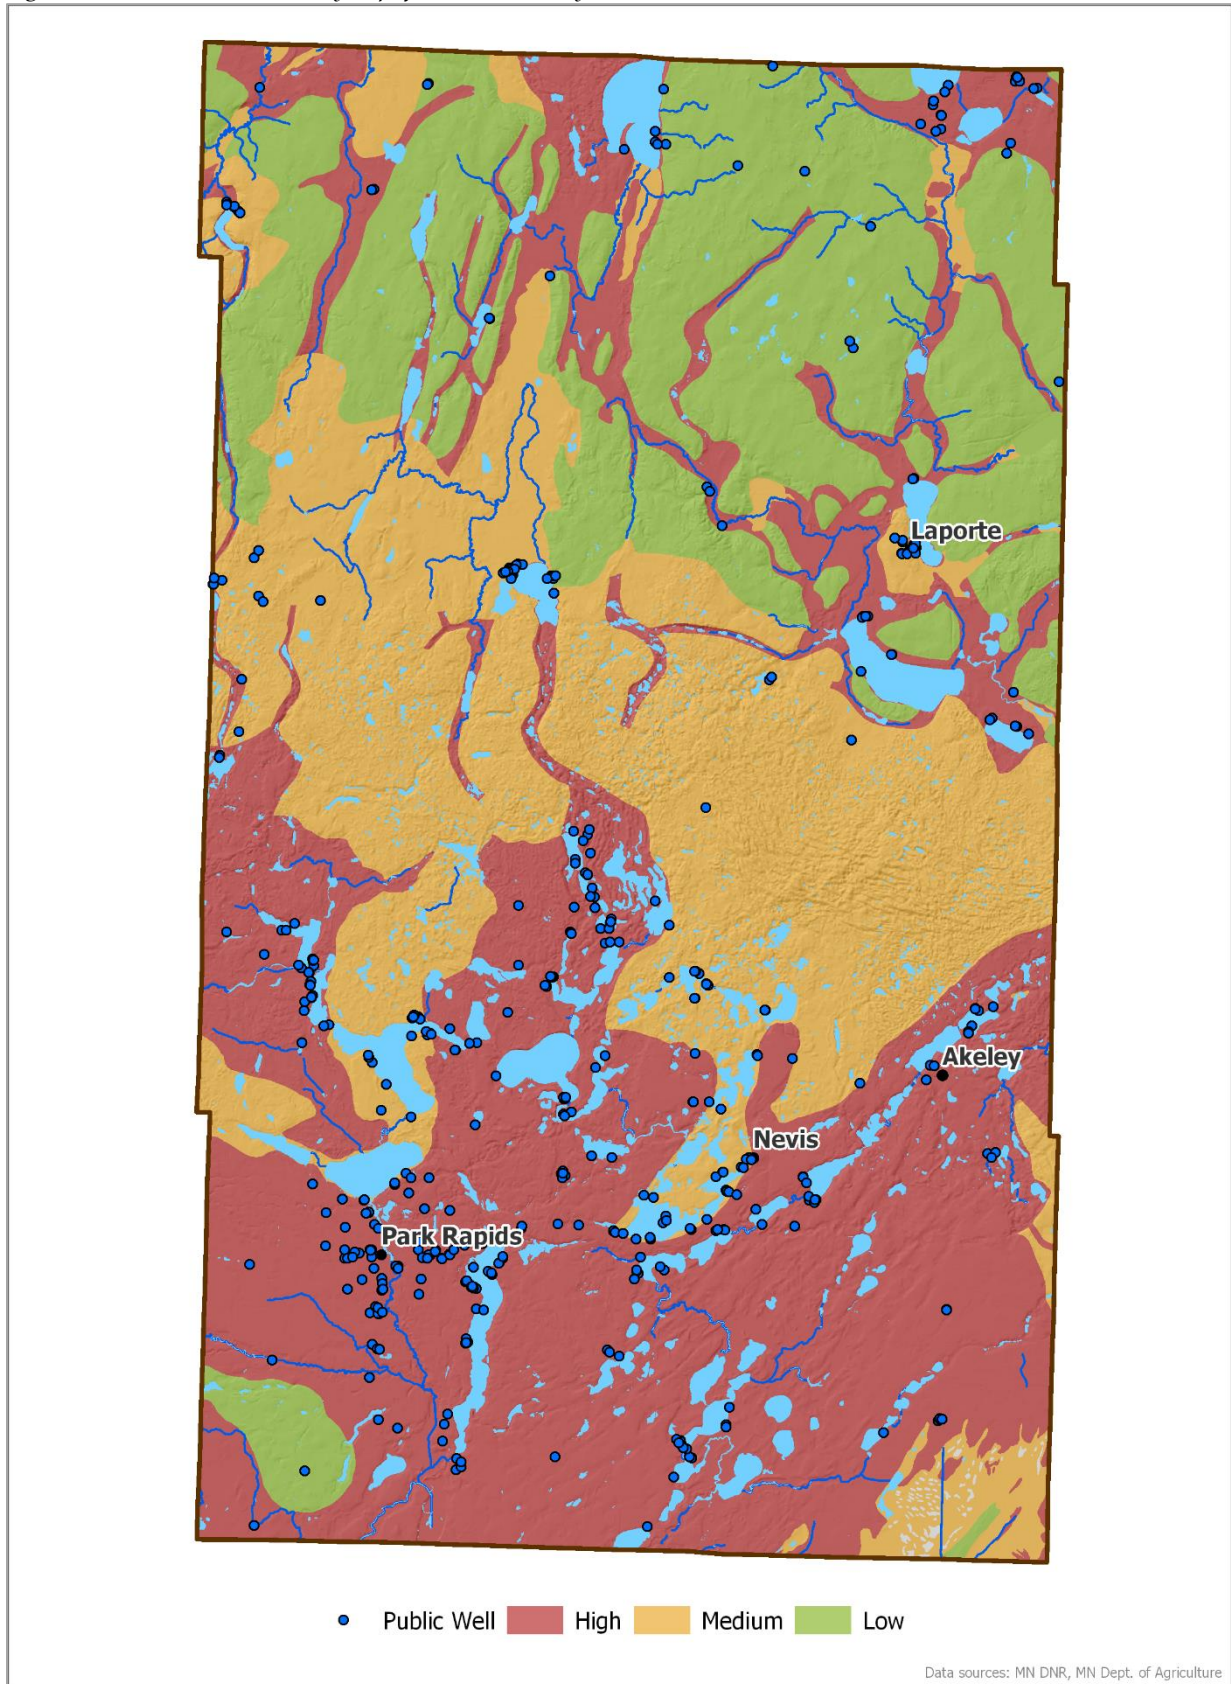 Laporte
Akeley
Nevis
Park Rapids
Public Well High Medium Low
Data sources: MN DNR, MN Dept. of Agriculture